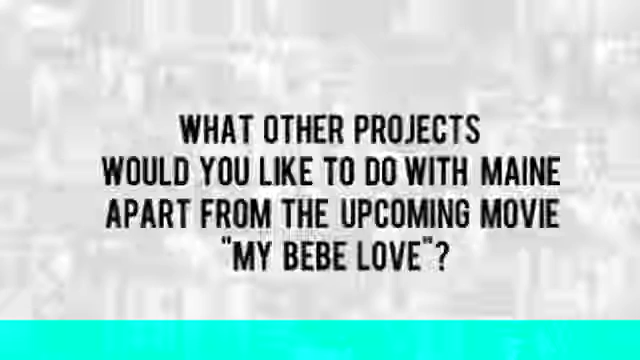 WHAT OTHER PROJECTS
WOULD YOU LIKE TO DO WITH MAINE
APART FROM THE UPCOMING MOVIE
"MY BEBE LOVE"?